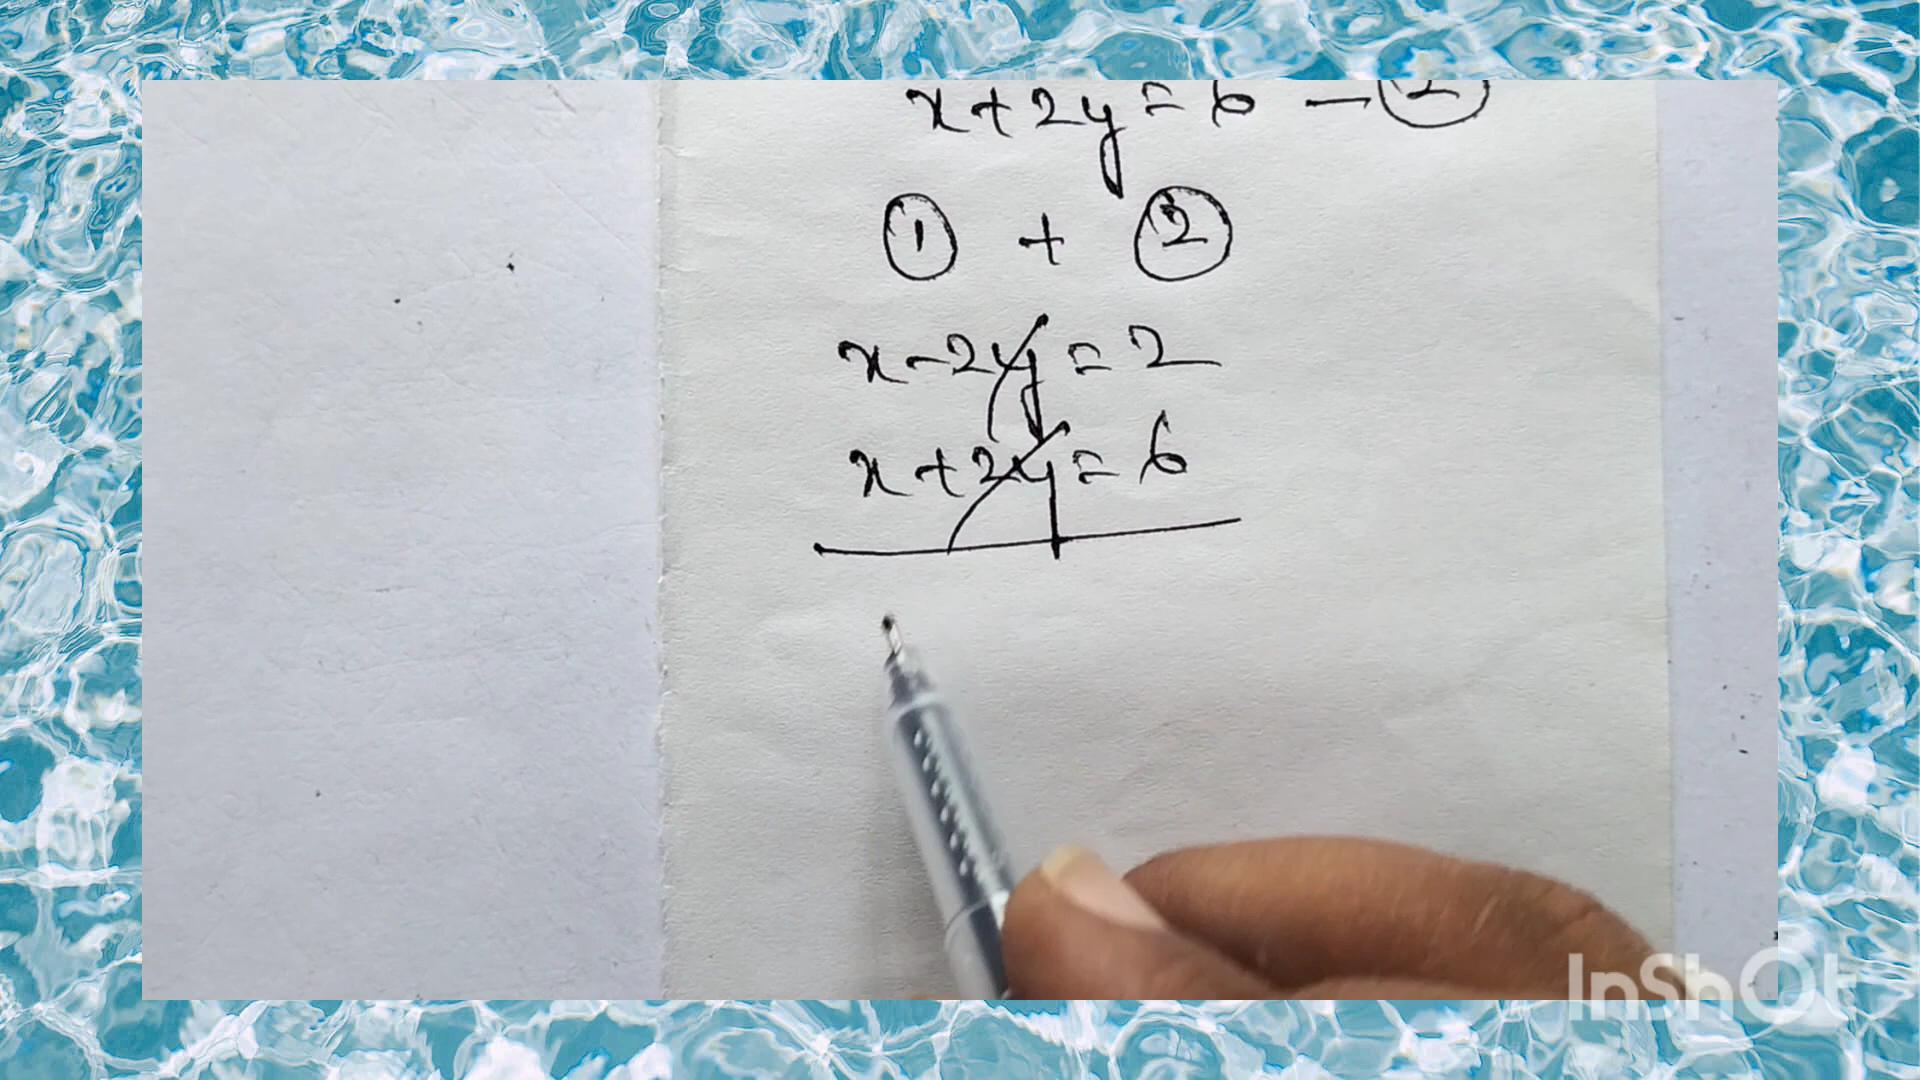 x + 2y = 6 — ②
① + ②
x - 2y = 2
x + 2y = 6
InShOt